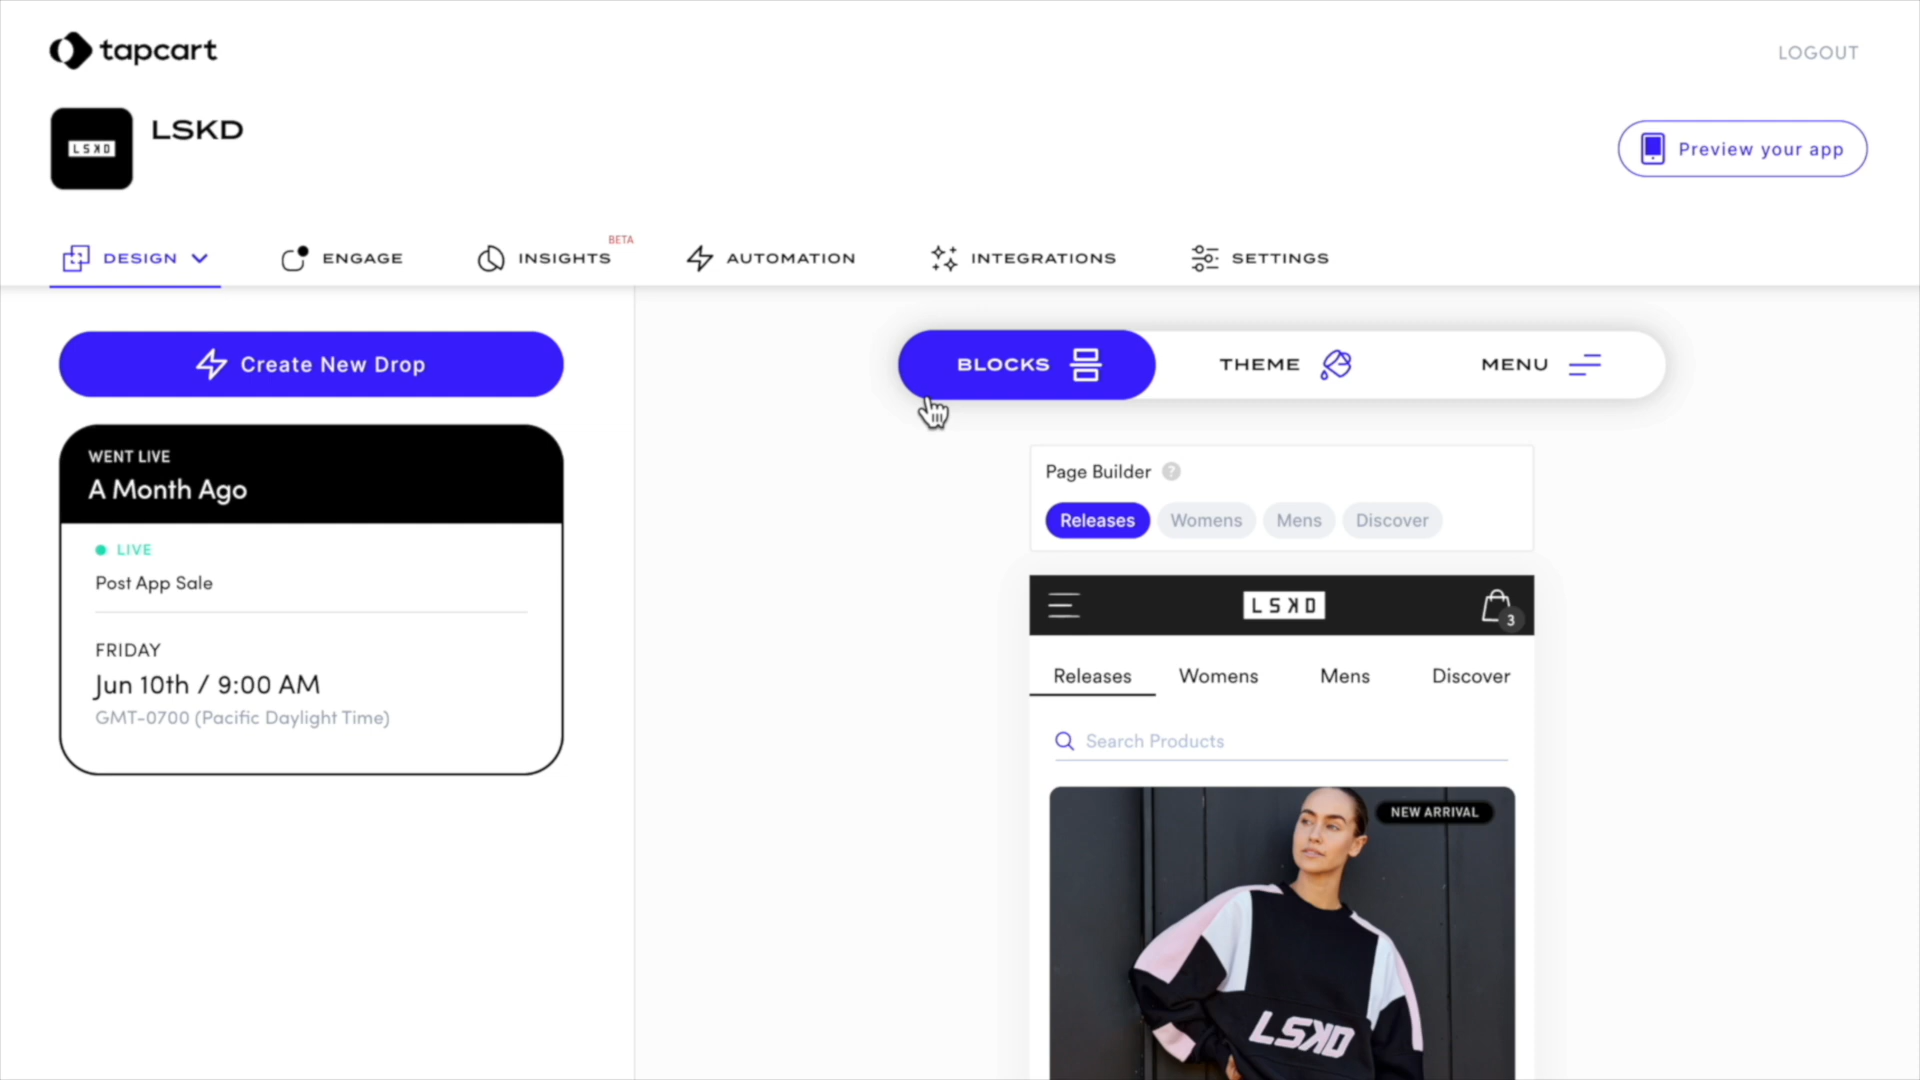 tapcart
LOGOUT
LSKD
LSKD
Preview your app
DESIGN
ENGAGE
INSIGHTS
BETA
AUTOMATION
INTEGRATIONS
SETTINGS
Create New Drop
BLOCKS
THEME
MENU
WENT LIVE
A Month Ago
LIVE
Post App Sale
FRIDAY
Jun 10th / 9:00 AM
GMT-0700 (Pacific Daylight Time)
Page Builder ?
Releases
Womens
Mens
Discover
LSKD
3
Releases
Womens
Mens
Discover
Search Products
NEW ARRIVAL
LSKD